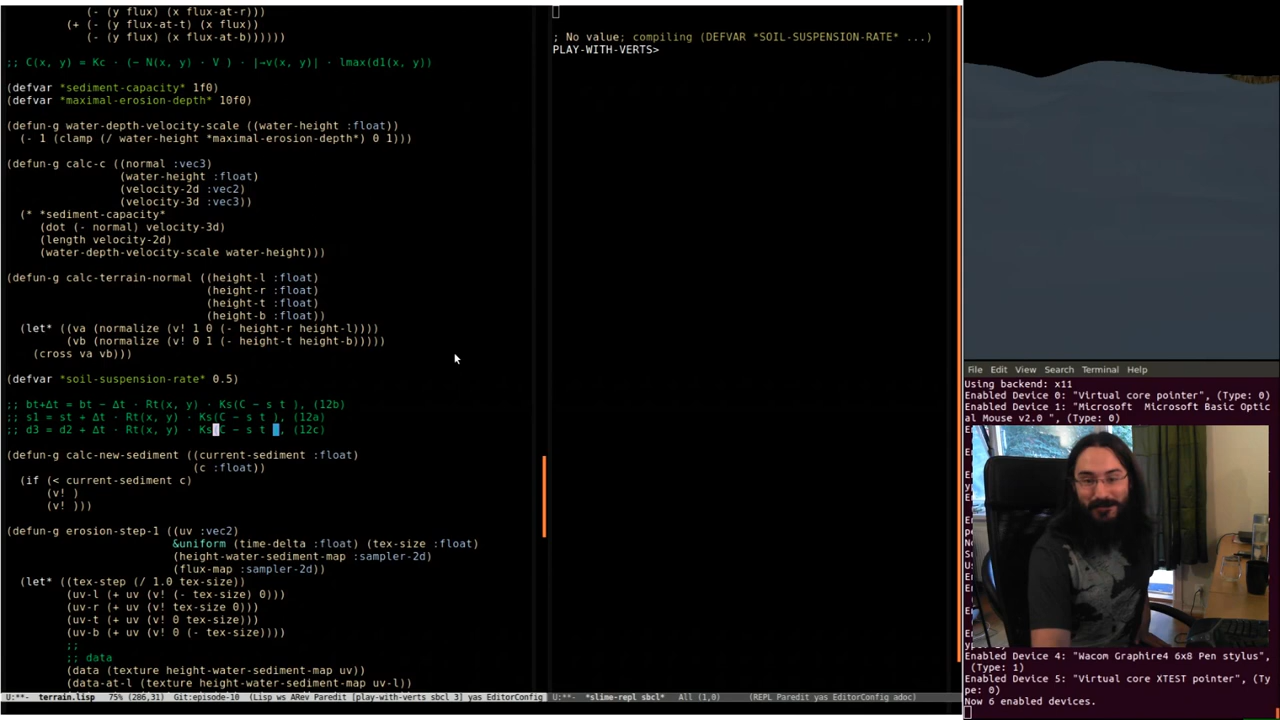 (- (y flux) (x flux-at-r)))
(+ (- (y flux-at-t) (x flux))
(- (y flux) (x flux-at-b))))))
;; C(x, y) = Kc · (− N(x, y) · V ) · |→v(x, y)| · lmax(d1(x, y))
(defvar *sediment-capacity* 1f0)
(defvar *maximal-erosion-depth* 10f0)
(defun-g water-depth-velocity-scale ((water-height :float))
(- 1 (clamp (/ water-height *maximal-erosion-depth*) 0 1)))
(defun-g calc-c ((normal :vec3)
(water-height :float)
(velocity-2d :vec2)
(velocity-3d :vec3))
(* *sediment-capacity*
(dot (- normal) velocity-3d)
(length velocity-2d)
(water-depth-velocity-scale water-height)))
(defun-g calc-terrain-normal ((height-l :float)
(height-r :float)
(height-t :float)
(height-b :float))
(let* ((va (normalize (v! 1 0 (- height-r height-l))))
(vb (normalize (v! 0 1 (- height-t height-b)))))
(cross va vb)))
(defvar *soil-suspension-rate* 0.5)
;; bt+Δt = bt − Δt · Rt(x, y) · Ks(C − s t ), (12b)
;; s1 = st + Δt · Rt(x, y) · Ks(C − s t ), (12a)
;; d3 = d2 + Δt · Rt(x, y) · Ks(C − s t ), (12c)
(defun-g calc-new-sediment ((current-sediment :float)
(c :float))
(if (< current-sediment c)
(v! )
(v! )))
(defun-g erosion-step-1 ((uv :vec2)
&uniform (time-delta :float) (tex-size :float)
(height-water-sediment-map :sampler-2d)
(flux-map :sampler-2d))
(let* ((tex-step (/ 1.0 tex-size))
(uv-l (+ uv (v! (- tex-size) 0)))
(uv-r (+ uv (v! tex-size 0)))
(uv-t (+ uv (v! 0 tex-size)))
(uv-b (+ uv (v! 0 (- tex-size))))
;;
;; data
(data (texture height-water-sediment-map uv))
(data-at-l (texture height-water-sediment-map uv-l))
U:**- terrain.lisp 75% (286,31) Git:episode-10 (Lisp ws ARev Paredit [play-with-verts sbcl 3] yas EditorConfig
; No value; compiling (DEFVAR *SOIL-SUSPENSION-RATE* ...)
PLAY-WITH-VERTS>
U:**- *slime-repl sbcl* All (1,0) (REPL Paredit yas EditorConfig adoc)
File Edit View Search Terminal Help
Using backend: x11
Enabled Device 0: "Virtual core pointer", (Type: 0)
Enabled Device 1: "Microsoft Microsoft Basic Optic
al Mouse v2.0 ", (Type: 0)
Enabled Device 4: "Wacom Graphire4 6x8 Pen stylus",
(Type: 1)
Enabled Device 5: "Virtual core XTEST pointer", (Ty
pe: 0)
Now 6 enabled devices.